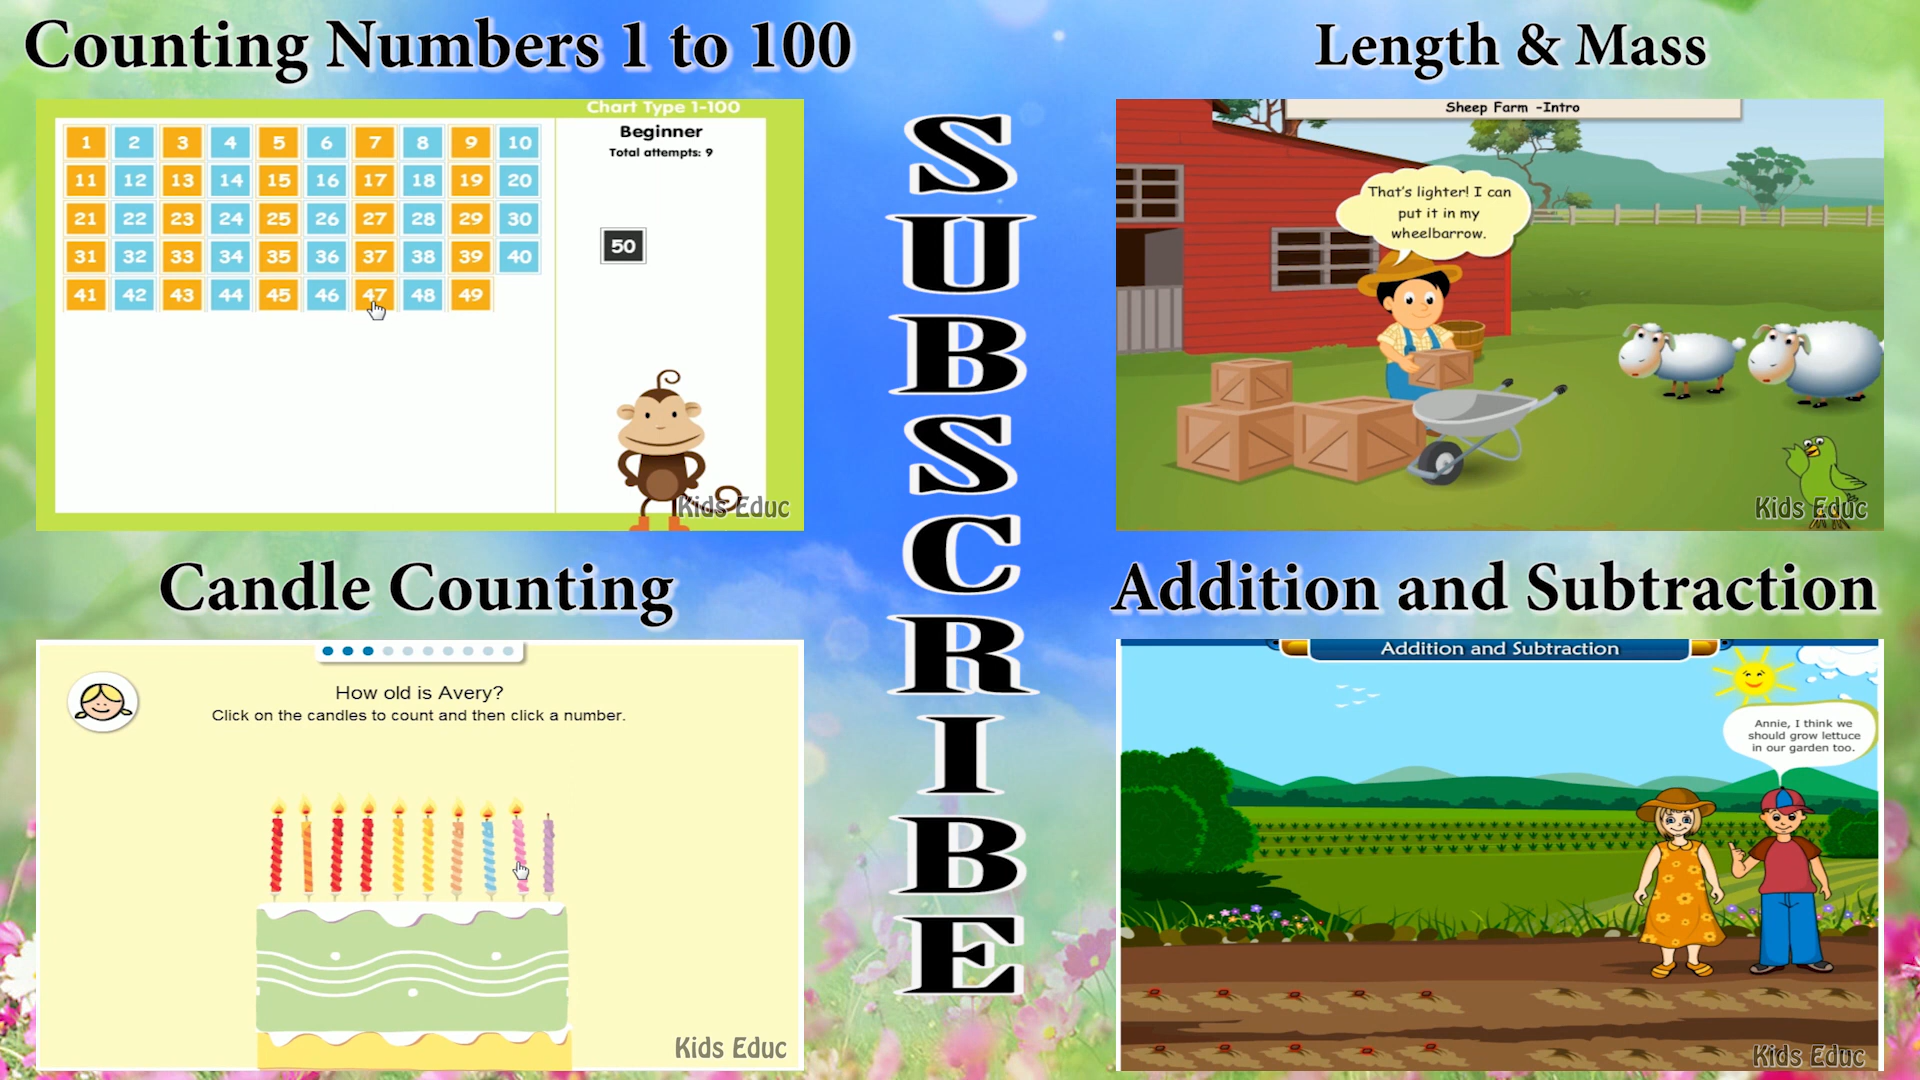 Counting Numbers 1 to 100
Chart Type 1-100
Beginner
Total attempts: 9
1 2 3 4 5 6 7 8 9 10
11 12 13 14 15 16 17 18 19 20
21 22 23 24 25 26 27 28 29 30
31 32 33 34 35 36 37 38 39 40
41 42 43 44 45 46 47 48 49
50
Kids Educ
SUBSCRIBE
Length & Mass
Sheep Farm -Intro
That's lighter! I can
put it in my
wheelbarrow.
Kids Educ
Candle Counting
How old is Avery?
Click on the candles to count and then click a number.
Kids Educ
Addition and Subtraction
Addition and Subtraction
Annie, I think we
should grow lettuce
in our garden too.
Kids Educ